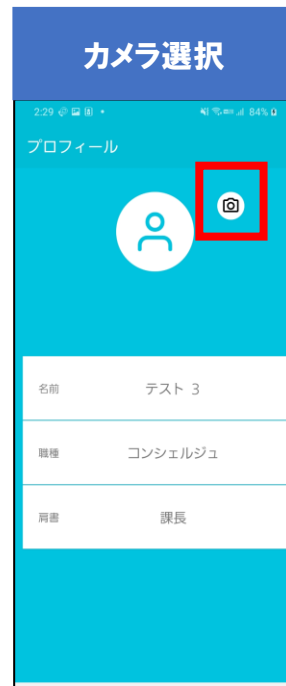 カメラ選択
2:29
84%
プロフィール
名前 テスト 3
職種 コンシェルジュ
肩書 課長